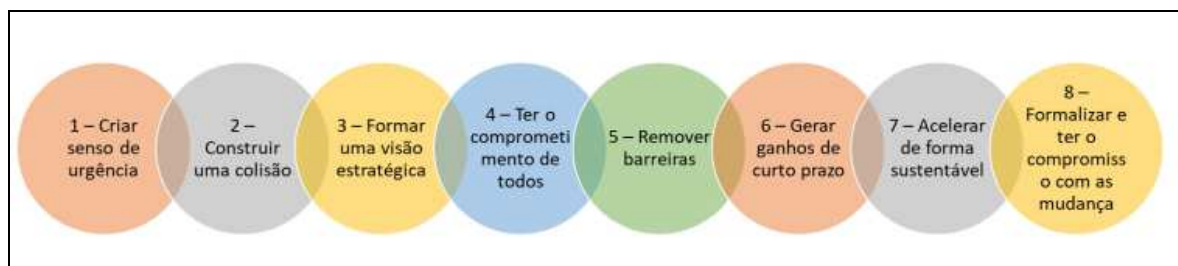 1 – Criar
senso de
urgência
2 –
Construir
uma colisão
3 – Formar
uma visão
estratégica
4 – Ter o
comprometi
mento de
todos
5 – Remover
barreiras
6 – Gerar
ganhos de
curto prazo
7 – Acelerar
de forma
sustentável
8 –
Formalizar e
ter o
compromiss
o com as
mudança